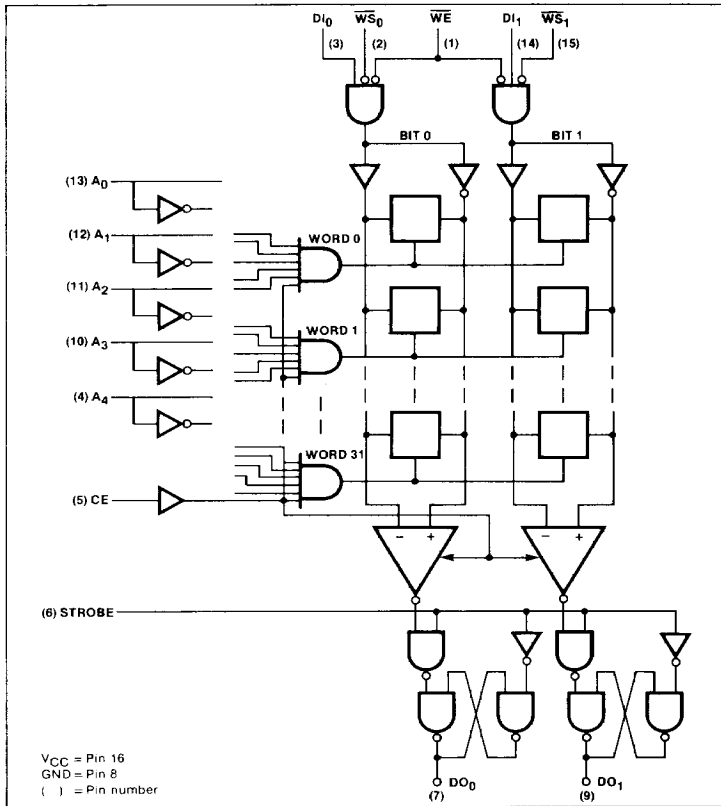 DI0 WS0 WE DI1 WS1
(3) (2) (1) (14) (15)
BIT 0 BIT 1
(13) A0
(12) A1
WORD 0
(11) A2
(10) A3
WORD 1
(4) A4
WORD 31
(5) CE
− + − +
(6) STROBE
VCC = Pin 16
GND = Pin 8
( ) = Pin number
DO0 DO1
(7) (9)